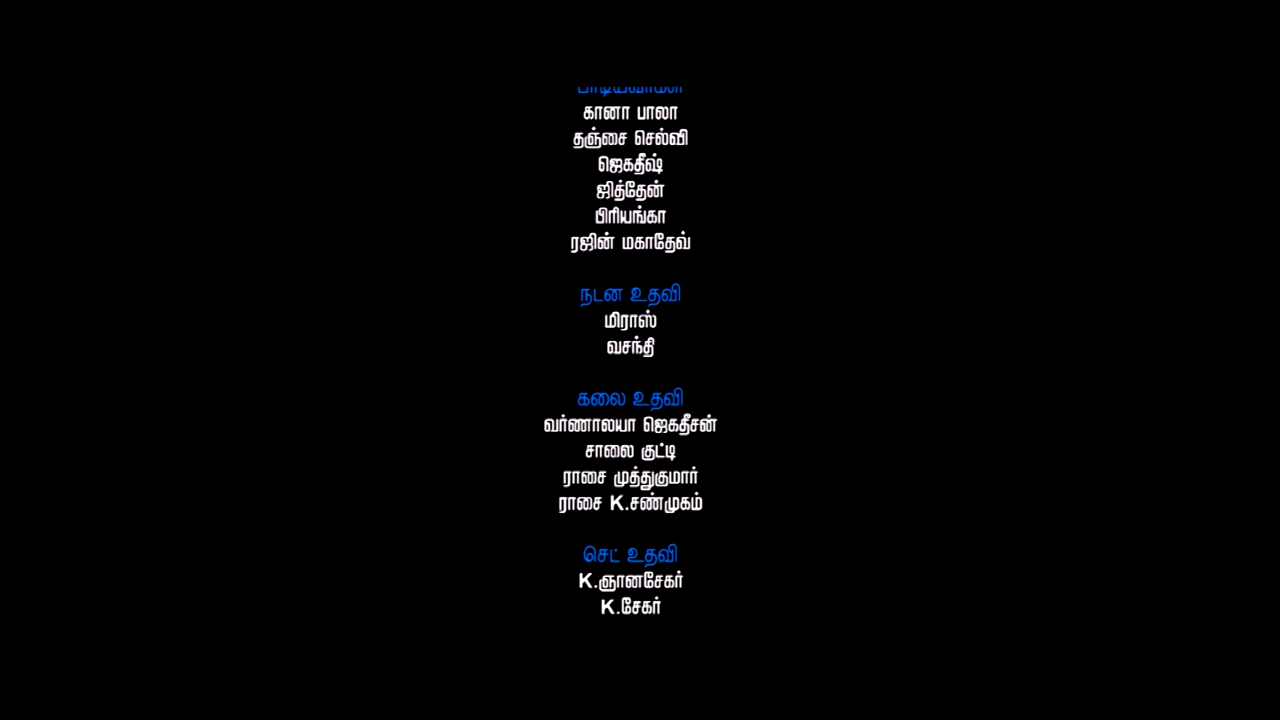 கானா பாலா
தஞ்சை செல்வி
ஜெகதீஷ்
ஜித்தேன்
பிரியங்கா
ரஜின் மகாதேவ்
நடன உதவி
மிராஸ்
வசந்தி
கலை உதவி
வர்ணாலயா ஜெகதீசன்
சாலை குட்டி
ராசை முத்துகுமார்
ராசை K.சண்முகம்
செட் உதவி
K.ஞானசேகர்
K.சேகர்